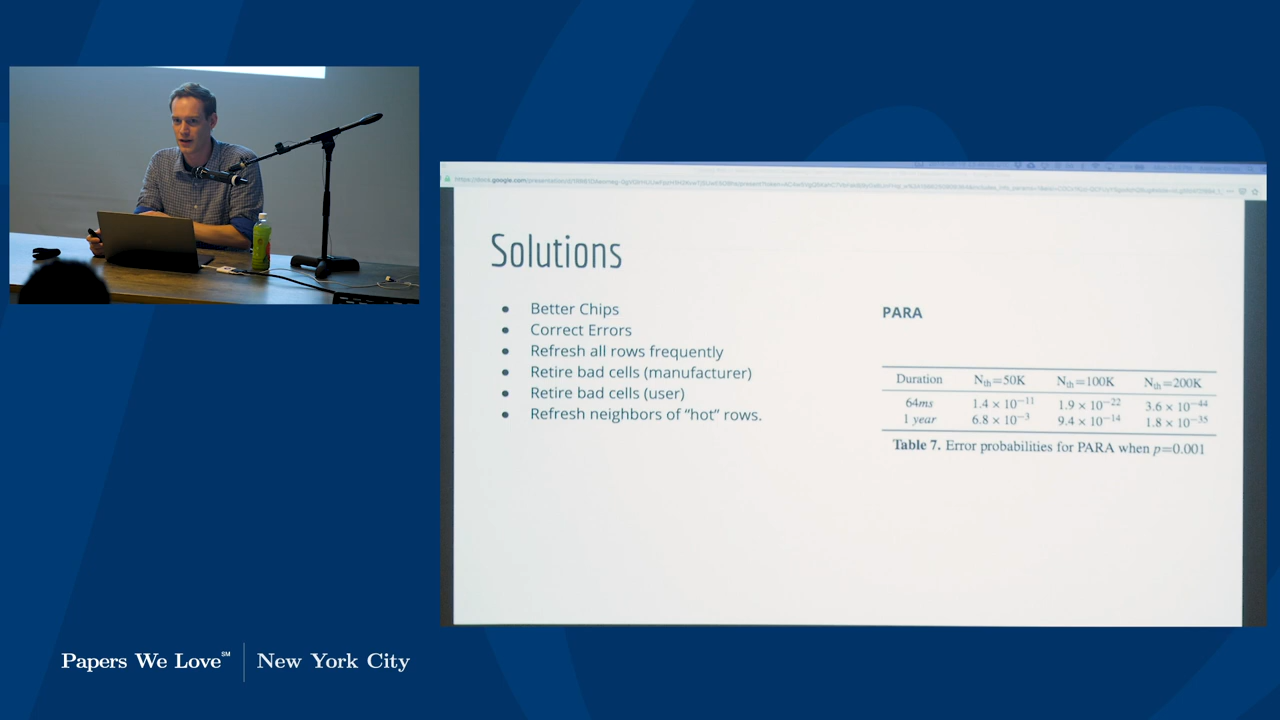 Solutions
● Better Chips
● Correct Errors
● Refresh all rows frequently
● Retire bad cells (manufacturer)
● Retire bad cells (user)
● Refresh neighbors of “hot” rows.
PARA
Duration N_th=50K N_th=100K N_th=200K
64ms 1.4 × 10⁻¹¹ 1.9 × 10⁻²² 3.6 × 10⁻⁴⁴
1 year 6.8 × 10⁻³ 9.4 × 10⁻¹⁴ 1.8 × 10⁻³⁵
Table 7. Error probabilities for PARA when p=0.001
Papers We Love℠ | New York City